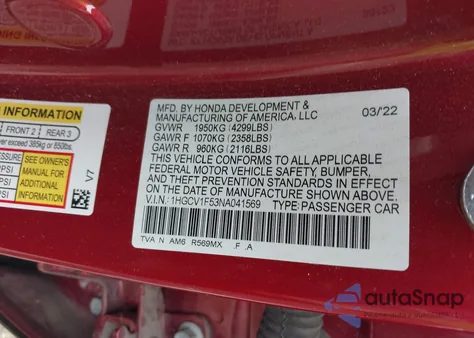 INFORMATION
FRONT 2 REAR 3
never exceed 385kg or 850lbs.
SEE OWNER'S
MANUAL FOR
ADDITIONAL
INFORMATION
V7
MFD. BY HONDA DEVELOPMENT &
MANUFACTURING OF AMERICA, LLC 03/22
GVWR 1950KG (4299LBS)
GAWR F 1070KG (2358LBS)
GAWR R 960KG (2116LBS)
THIS VEHICLE CONFORMS TO ALL APPLICABLE
FEDERAL MOTOR VEHICLE SAFETY, BUMPER,
AND THEFT PREVENTION STANDARDS IN EFFECT
ON THE DATE OF MANUFACTURE SHOWN ABOVE.
V.I.N.: 1HGCV1F53NA041569 TYPE:PASSENGER CAR
TVA N AM6 R569MX F A
autoSnap